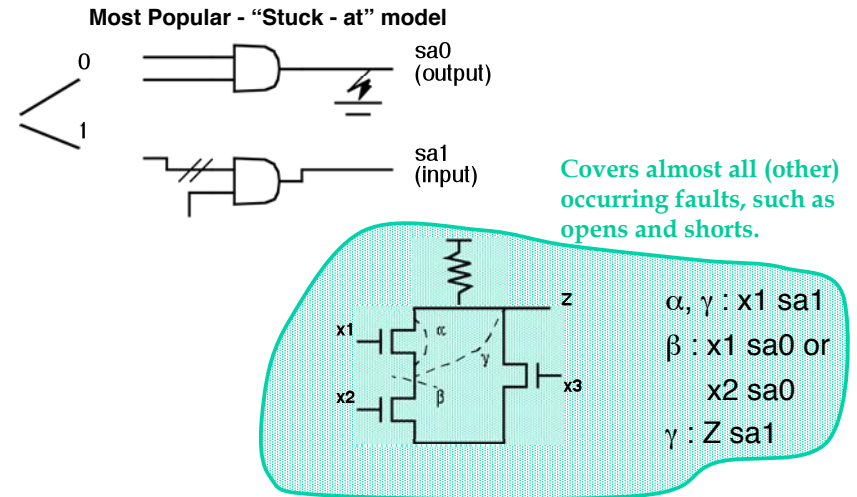 Most Popular - “Stuck - at” model
0
sa0
(output)
1
sa1
(input)
Covers almost all (other)
occurring faults, such as
opens and shorts.
z
x1
α
γ
x2
β
x3
α, γ : x1 sa1
β : x1 sa0 or
x2 sa0
γ : Z sa1